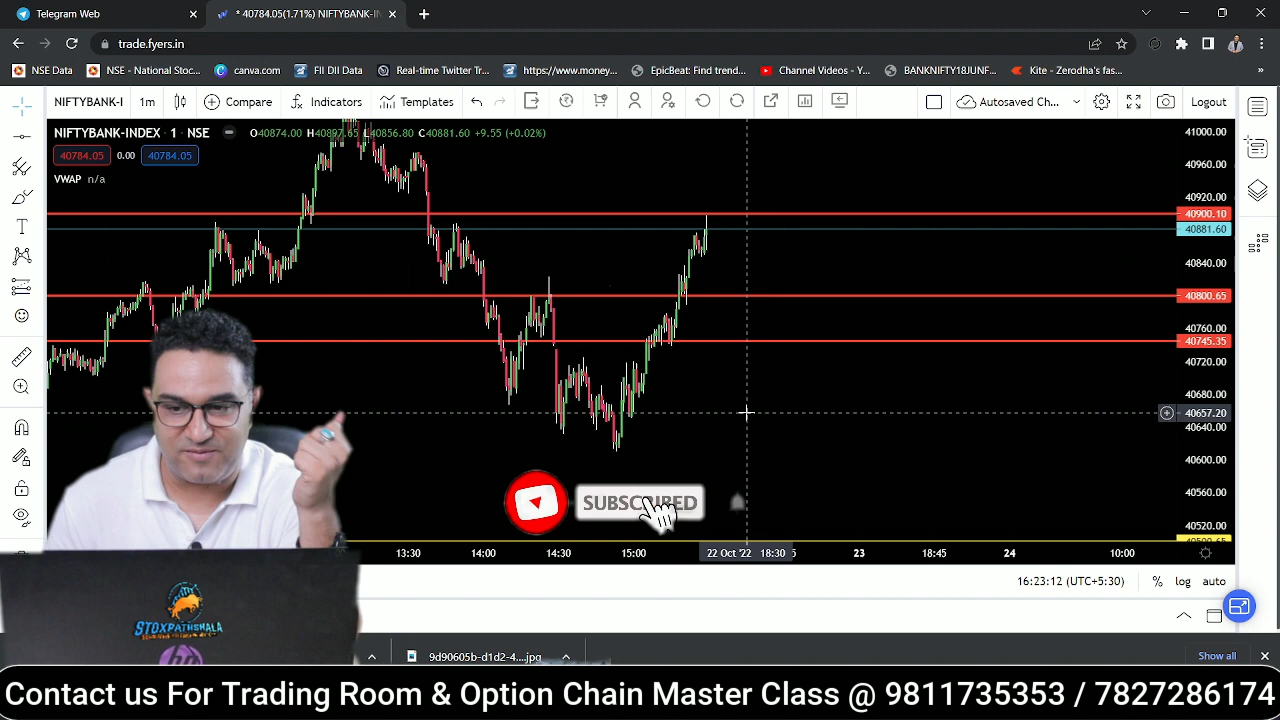 Telegram Web
* 40784.05(1.71%) NIFTYBANK-IN
trade.fyers.in
NSE Data
NSE - National Stoc...
canva.com
FII DII Data
Real-time Twitter Tr...
https://www.money...
EpicBeat: Find trend...
Channel Videos - Y...
BANKNIFTY18JUNF...
Kite - Zerodha's fas...
»
NIFTYBANK-I
1m
Compare
Indicators
Templates
Autosaved Ch...
Logout
NIFTYBANK-INDEX · 1 · NSE
O40874.00 H40897.65 L40856.80 C40881.60 +9.55 (+0.02%)
40784.05 0.00 40784.05
VWAP n/a
41000.00
40960.00
40920.00
40900.10
40881.60
40840.00
40800.65
40760.00
40745.35
40720.00
40680.00
40657.20
40640.00
40600.00
40560.00
40520.00
SUBSCRIBED
13:30 14:00 14:30 15:00 22 Oct '22 18:30 23 18:45 24 10:00
16:23:12 (UTC+5:30) % log auto
STOXPATHSHALA
hp
9d90605b-d1d2-4....jpg
Show all
Contact us For Trading Room & Option Chain Master Class @ 9811735353 / 7827286174